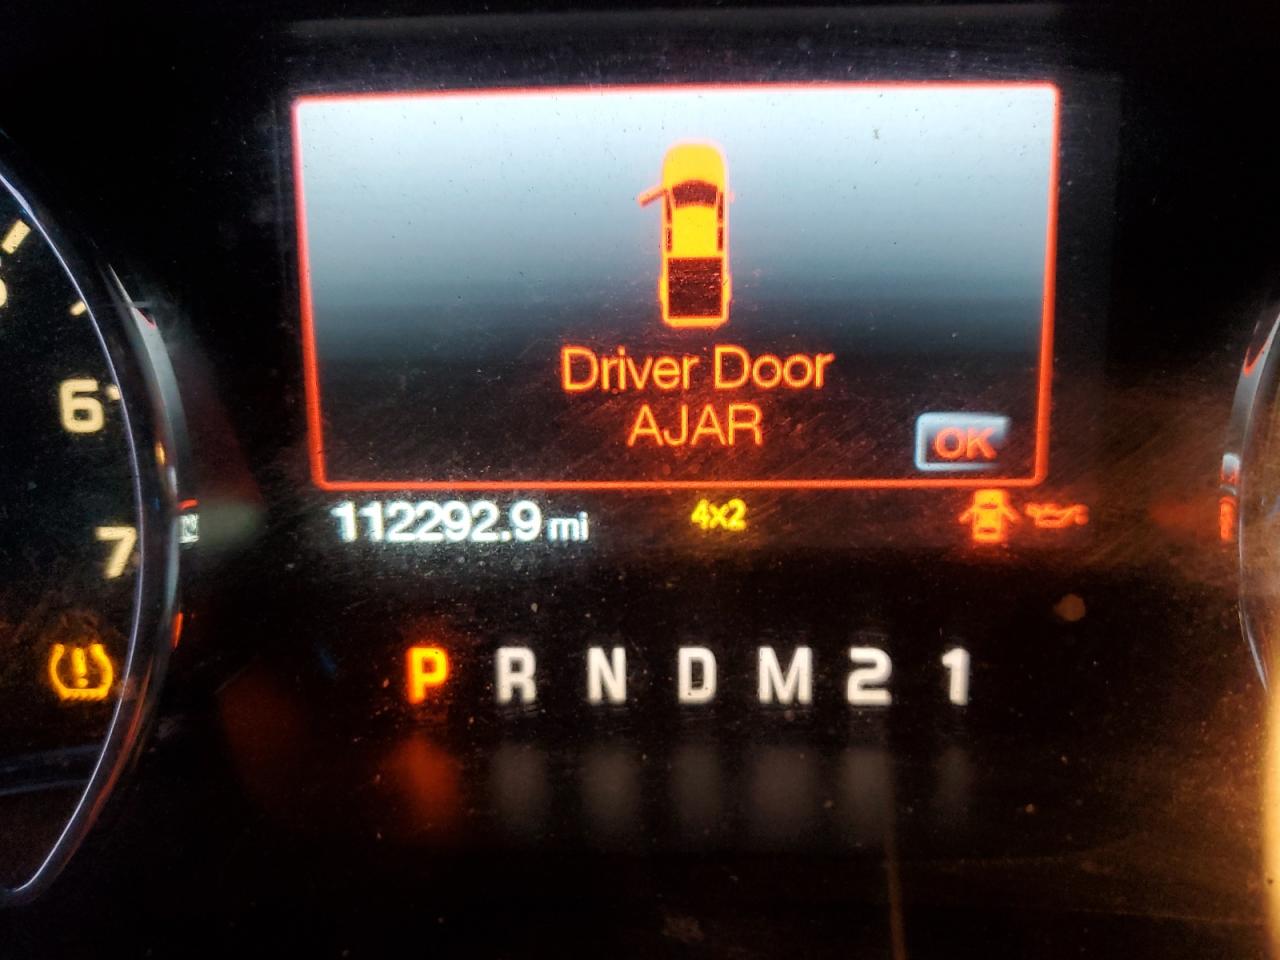 Driver Door
AJAR
OK
112292.9 mi
4x2
6
7
P R N D M 2 1